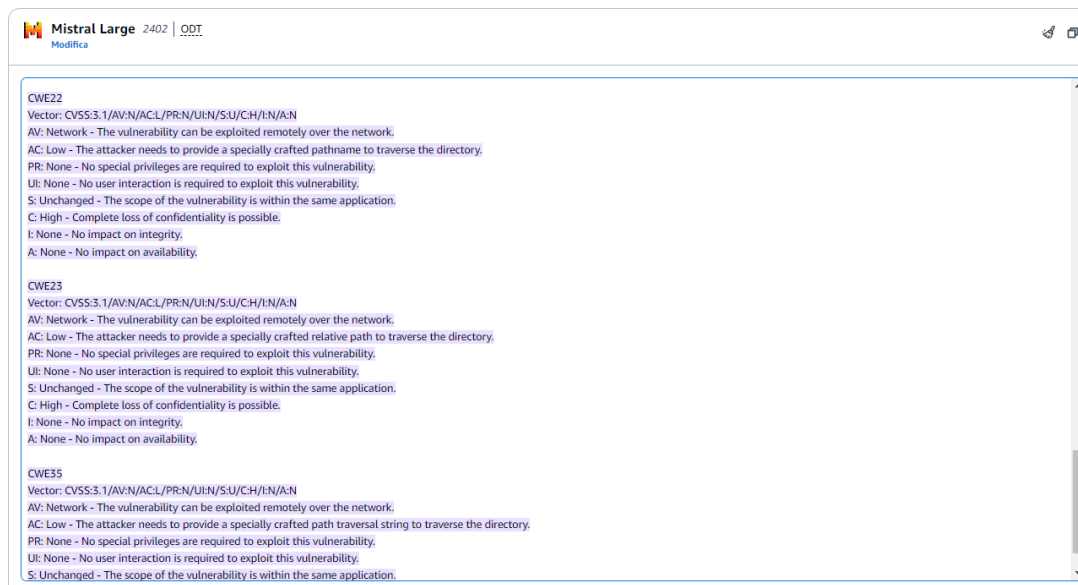 Mistral Large 2402 | ODT
Modifica
CWE22
Vector: CVSS:3.1/AV:N/AC:L/PR:N/UI:N/S:U/C:H/I:N/A:N
AV: Network - The vulnerability can be exploited remotely over the network.
AC: Low - The attacker needs to provide a specially crafted pathname to traverse the directory.
PR: None - No special privileges are required to exploit this vulnerability.
UI: None - No user interaction is required to exploit this vulnerability.
S: Unchanged - The scope of the vulnerability is within the same application.
C: High - Complete loss of confidentiality is possible.
I: None - No impact on integrity.
A: None - No impact on availability.
CWE23
Vector: CVSS:3.1/AV:N/AC:L/PR:N/UI:N/S:U/C:H/I:N/A:N
AV: Network - The vulnerability can be exploited remotely over the network.
AC: Low - The attacker needs to provide a specially crafted relative path to traverse the directory.
PR: None - No special privileges are required to exploit this vulnerability.
UI: None - No user interaction is required to exploit this vulnerability.
S: Unchanged - The scope of the vulnerability is within the same application.
C: High - Complete loss of confidentiality is possible.
I: None - No impact on integrity.
A: None - No impact on availability.
CWE35
Vector: CVSS:3.1/AV:N/AC:L/PR:N/UI:N/S:U/C:H/I:N/A:N
AV: Network - The vulnerability can be exploited remotely over the network.
AC: Low - The attacker needs to provide a specially crafted path traversal string to traverse the directory.
PR: None - No special privileges are required to exploit this vulnerability.
UI: None - No user interaction is required to exploit this vulnerability.
S: Unchanged - The scope of the vulnerability is within the same application.